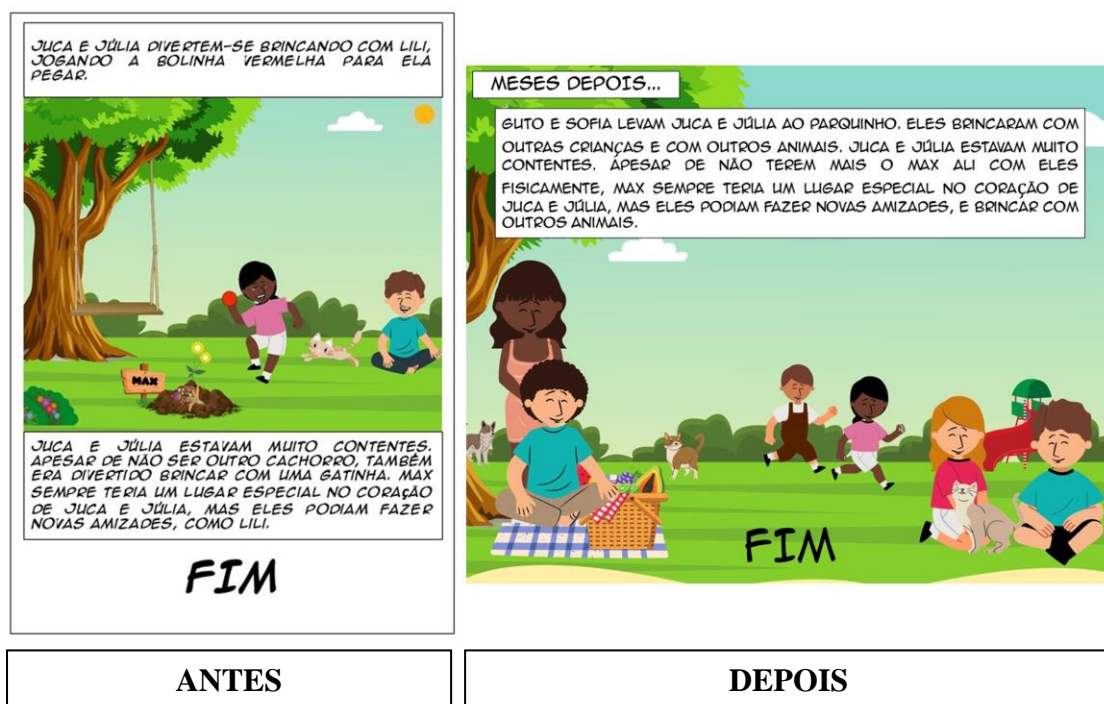 JUCA E JÚLIA DIVERTEM-SE BRINCANDO COM LILI,
JOGANDO A BOLINHA VERMELHA PARA ELA
PEGAR.
MAX
JUCA E JÚLIA ESTAVAM MUITO CONTENTES.
APESAR DE NÃO SER OUTRO CACHORRO, TAMBÉM
ERA DIVERTIDO BRINCAR COM UMA GATINHA. MAX
SEMPRE TERIA UM LUGAR ESPECIAL NO CORAÇÃO
DE JUCA E JÚLIA, MAS ELES PODIAM FAZER
NOVAS AMIZADES, COMO LILI.
FIM
ANTES
MESES DEPOIS...
GUTO E SOFIA LEVAM JUCA E JÚLIA AO PARQUINHO. ELES BRINCARAM COM
OUTRAS CRIANÇAS E COM OUTROS ANIMAIS. JUCA E JÚLIA ESTAVAM MUITO
CONTENTES. APESAR DE NÃO TEREM MAIS O MAX ALI COM ELES
FISICAMENTE, MAX SEMPRE TERIA UM LUGAR ESPECIAL NO CORAÇÃO DE
JUCA E JÚLIA, MAS ELES PODIAM FAZER NOVAS AMIZADES, E BRINCAR COM
OUTROS ANIMAIS.
FIM
DEPOIS